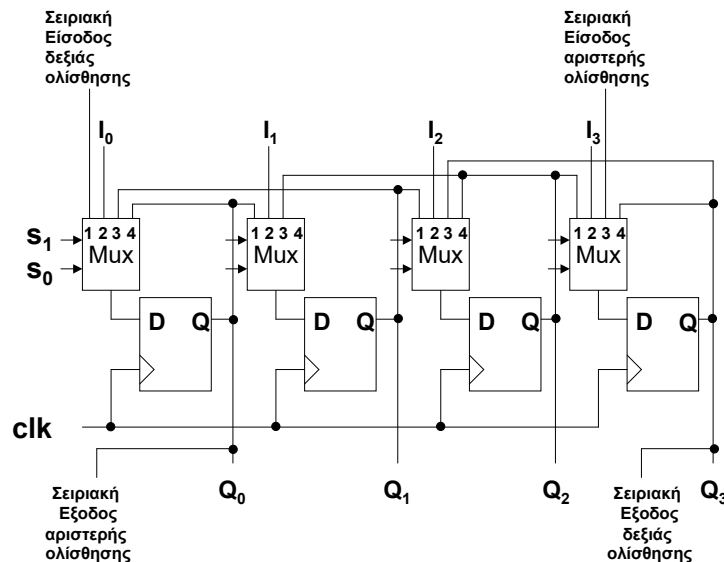 Σειριακή
Είσοδος
δεξιάς
ολίσθησης
Σειριακή
Είσοδος
αριστερής
ολίσθησης
I0 I1 I2 I3
1 2 3 4 1 2 3 4 1 2 3 4 1 2 3 4
s1
Mux Mux Mux Mux
s0
D Q D Q D Q D Q
clk
Σειριακή
Εξοδος
αριστερής
ολίσθησης
Q0 Q1 Q2
Σειριακή
Εξοδος
δεξιάς
ολίσθησης
Q3